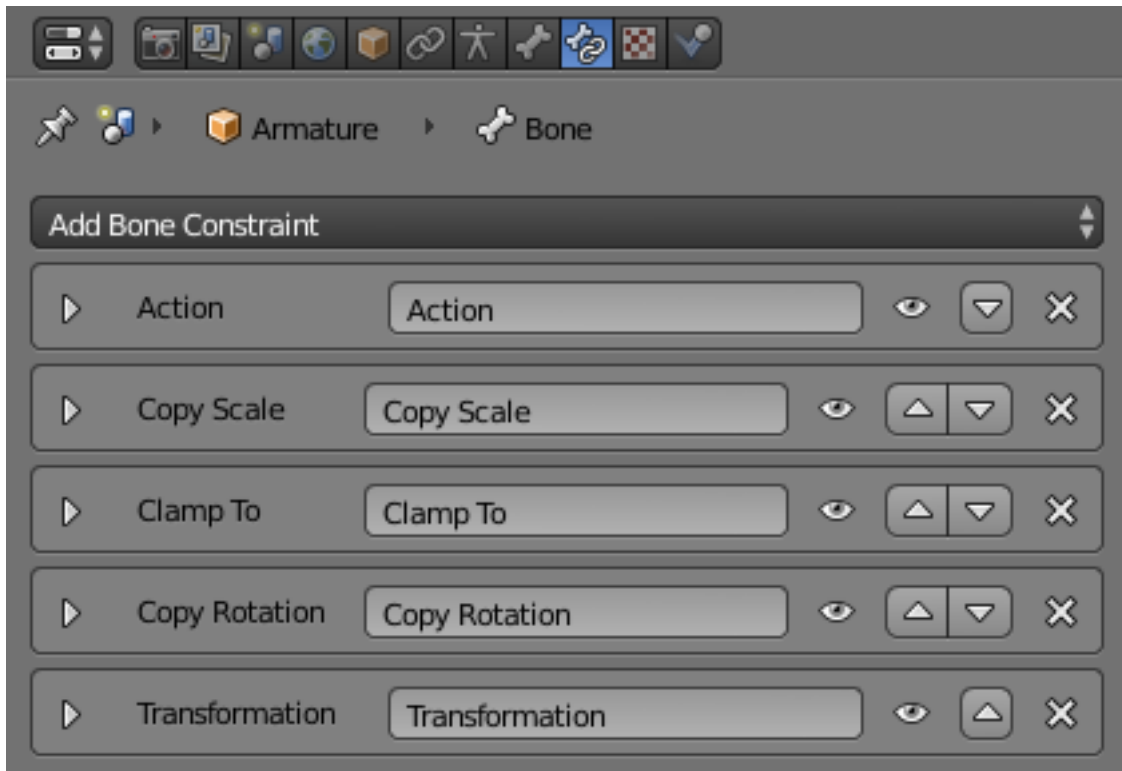 Armature Bone
Add Bone Constraint
Action Action
Copy Scale Copy Scale
Clamp To Clamp To
Copy Rotation Copy Rotation
Transformation Transformation